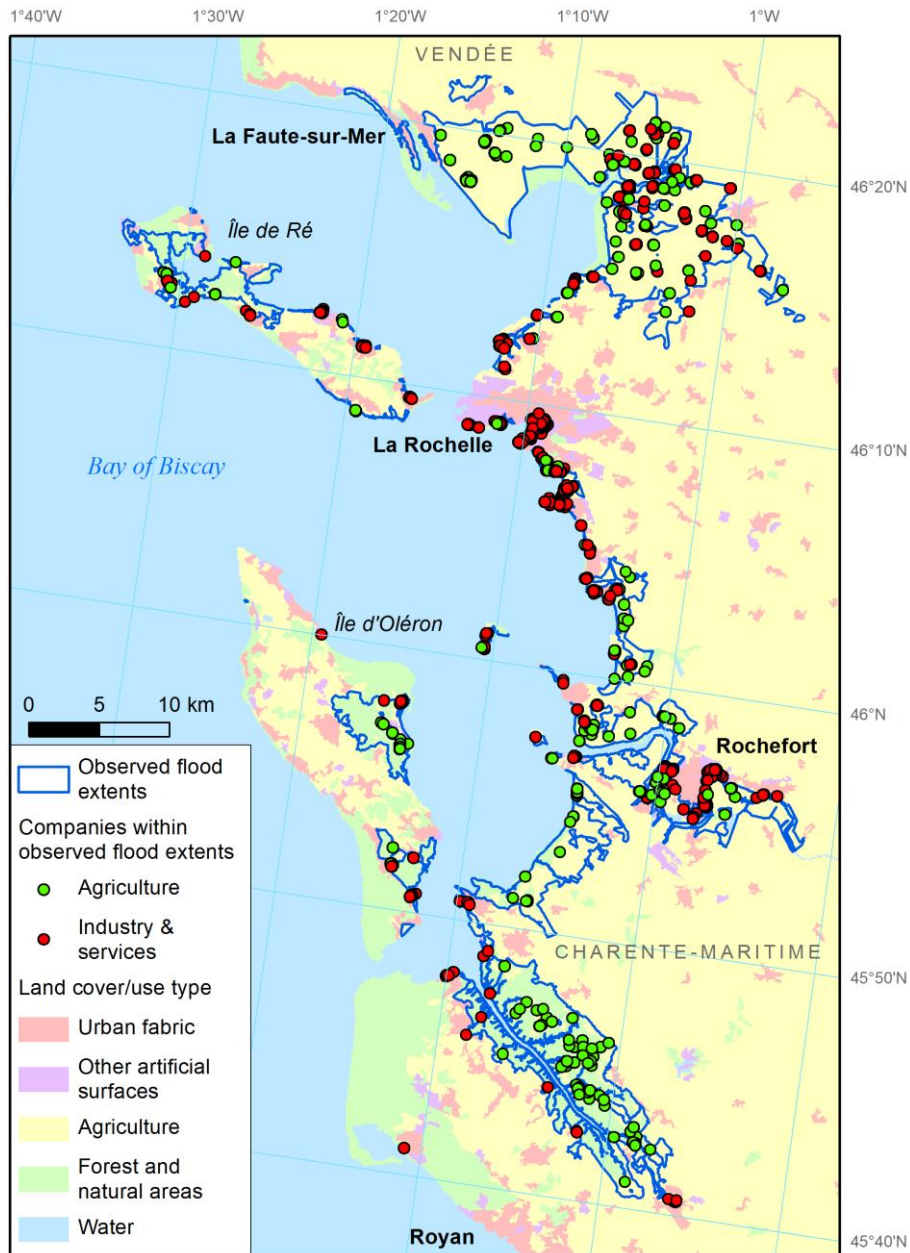 1°40'W 1°30'W 1°20'W 1°10'W 1°W
VENDÉE
La Faute-sur-Mer
46°20'N
Île de Ré
La Rochelle
46°10'N
Bay of Biscay
Île d'Oléron
0 5 10 km
46°N
Rochefort
Observed flood
extents
Companies within
observed flood extents
Agriculture
Industry &
services
CHARENTE-MARITIME
45°50'N
Land cover/use type
Urban fabric
Other artificial
surfaces
Agriculture
Forest and
natural areas
Water
Royan
45°40'N